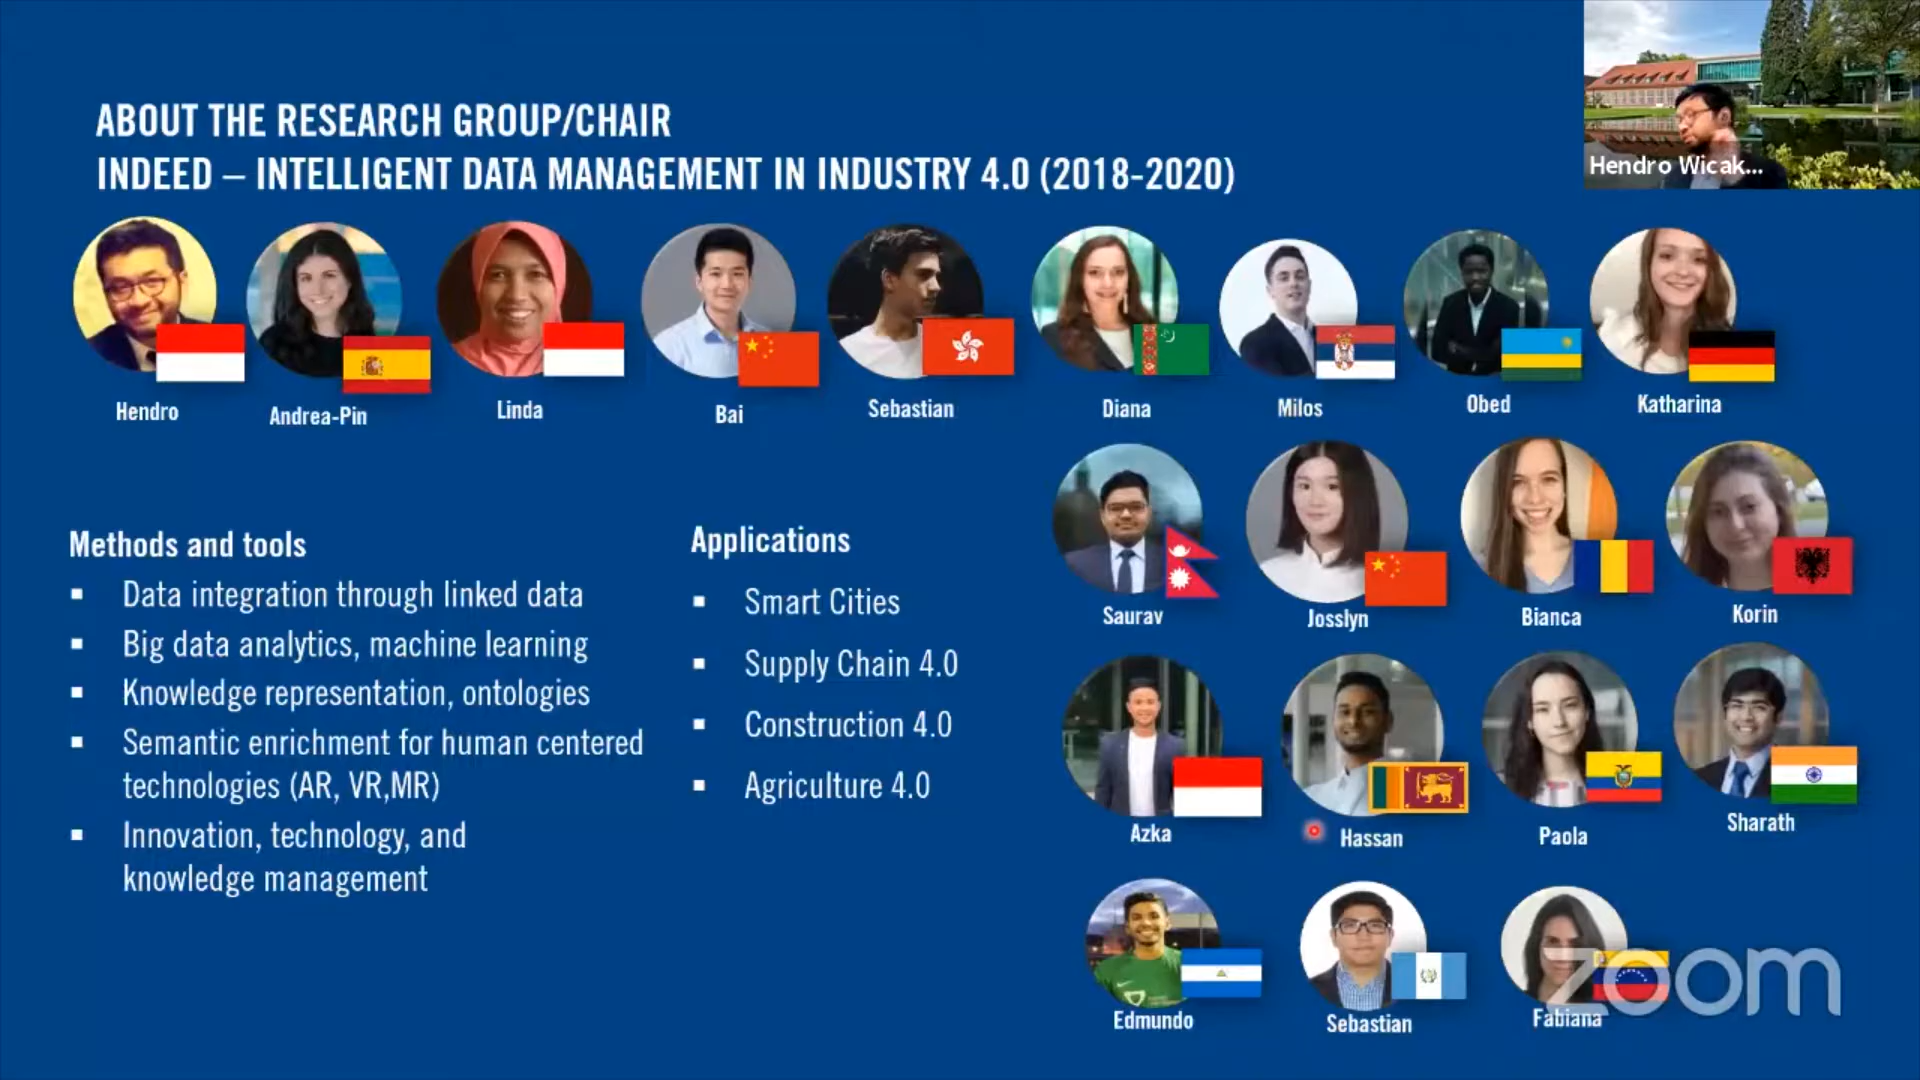 ABOUT THE RESEARCH GROUP/CHAIR
INDEED – INTELLIGENT DATA MANAGEMENT IN INDUSTRY 4.0 (2018-2020)
Hendro Wicak...
Hendro
Andrea-Pin
Linda
Bai
Sebastian
Diana
Milos
Obed
Katharina
Methods and tools
▪ Data integration through linked data
▪ Big data analytics, machine learning
▪ Knowledge representation, ontologies
▪ Semantic enrichment for human centered
technologies (AR, VR,MR)
▪ Innovation, technology, and
knowledge management
Applications
▪ Smart Cities
▪ Supply Chain 4.0
▪ Construction 4.0
▪ Agriculture 4.0
Saurav
Josslyn
Bianca
Korin
Azka
Hassan
Paola
Sharath
Edmundo
Sebastian
Fabiana
zoom